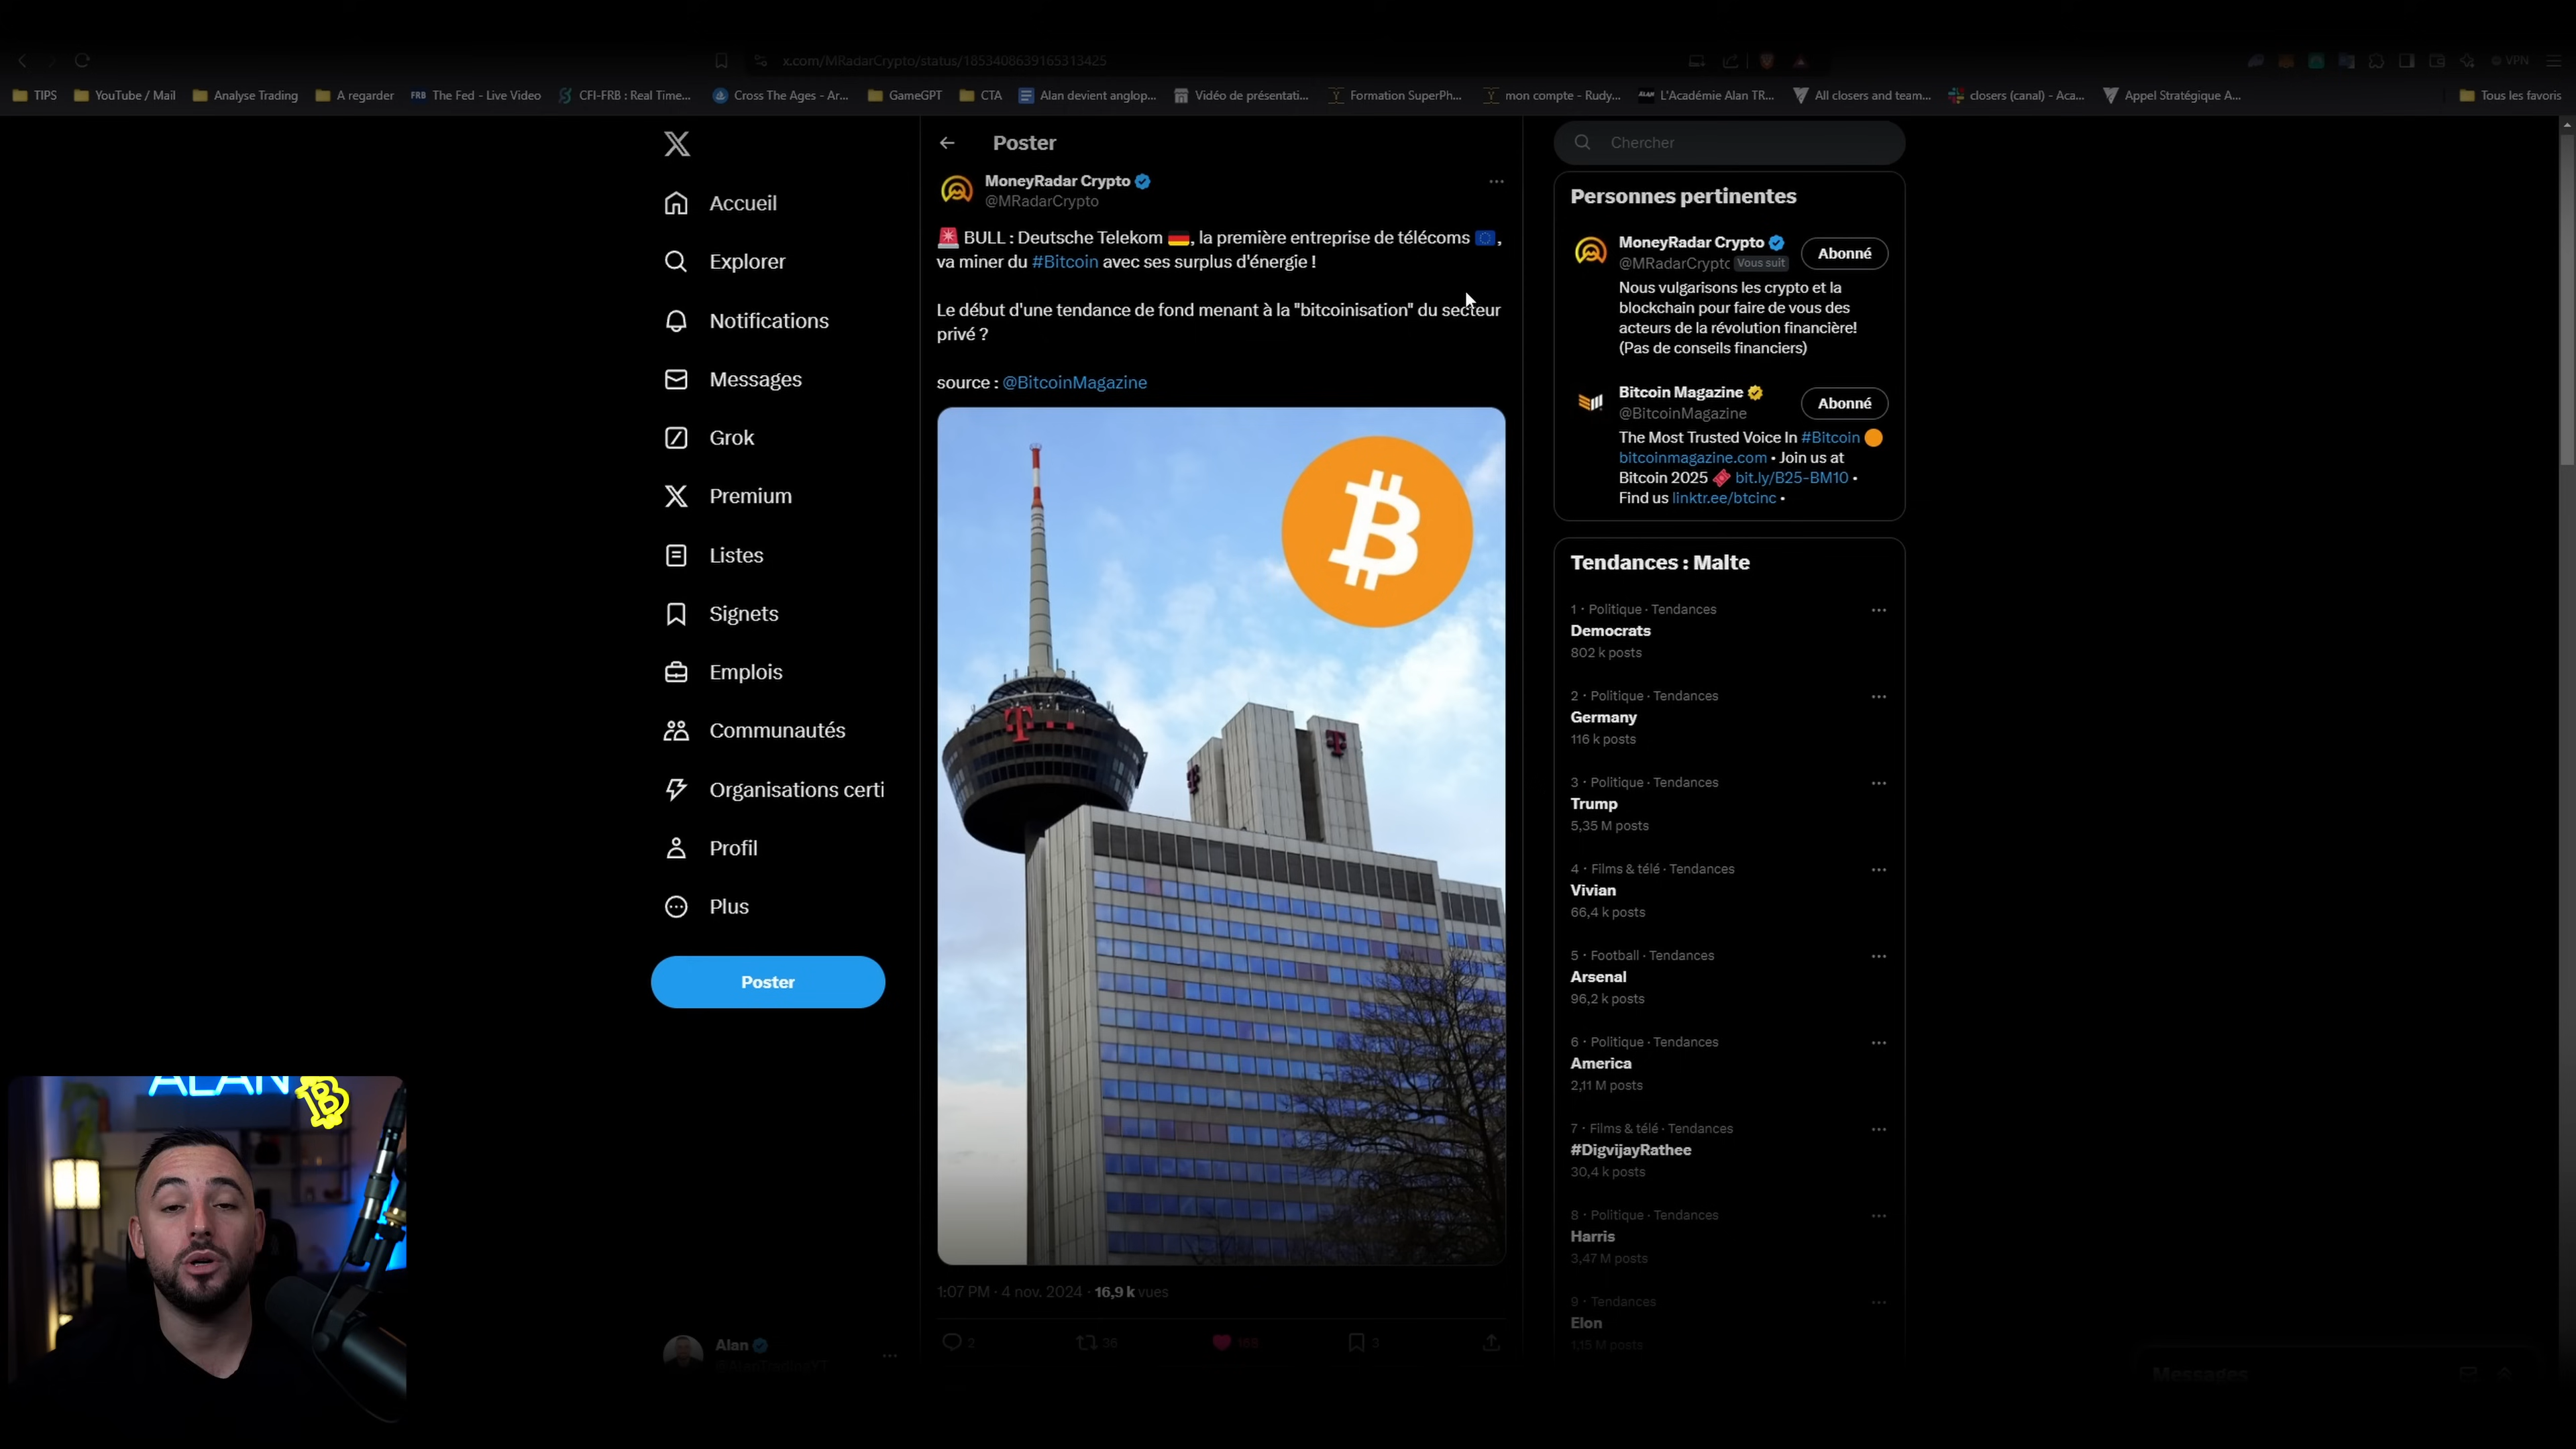 x.com/MRadarCrypto/status/1853408639165313425
VPN
TIPS
YouTube / Mail
Analyse Trading
A regarder
FRB The Fed - Live Video
CFI-FRB : Real Time...
Cross The Ages - Ar...
GameGPT
CTA
Alan devient anglop...
Vidéo de présentati...
Formation SuperPh...
mon compte - Rudy...
L'Académie Alan TR...
All closers and team...
closers (canal) - Aca...
Appel Stratégique A...
Tous les favoris
Accueil
Explorer
Notifications
Messages
Grok
Premium
Listes
Signets
Emplois
Communautés
Organisations certi
Profil
Plus
Poster
Alan
Poster
MoneyRadar Crypto
@MRadarCrypto
🚨 BULL : Deutsche Telekom 🇩🇪, la première entreprise de télécoms 🇪🇺,
va miner du #Bitcoin avec ses surplus d'énergie !
Le début d'une tendance de fond menant à la "bitcoinisation" du secteur
privé ?
source : @BitcoinMagazine
1:07 PM · 4 nov. 2024 · 16,9 k vues
2
36
168
3
Chercher
Personnes pertinentes
MoneyRadar Crypto
@MRadarCrypto Vous suit
Abonné
Nous vulgarisons les crypto et la
blockchain pour faire de vous des
acteurs de la révolution financière!
(Pas de conseils financiers)
Bitcoin Magazine
@BitcoinMagazine
Abonné
The Most Trusted Voice In #Bitcoin 🟠
bitcoinmagazine.com • Join us at
Bitcoin 2025 🎟️ bit.ly/B25-BM10 •
Find us linktr.ee/btcinc •
Tendances : Malte
1 · Politique · Tendances
Democrats
802 k posts
2 · Politique · Tendances
Germany
116 k posts
3 · Politique · Tendances
Trump
5,35 M posts
4 · Films & télé · Tendances
Vivian
66,4 k posts
5 · Football · Tendances
Arsenal
96,2 k posts
6 · Politique · Tendances
America
2,11 M posts
7 · Films & télé · Tendances
#DigvijayRathee
30,4 k posts
8 · Politique · Tendances
Harris
3,47 M posts
9 · Tendances
Elon
1,15 M posts
Messages
ALAN